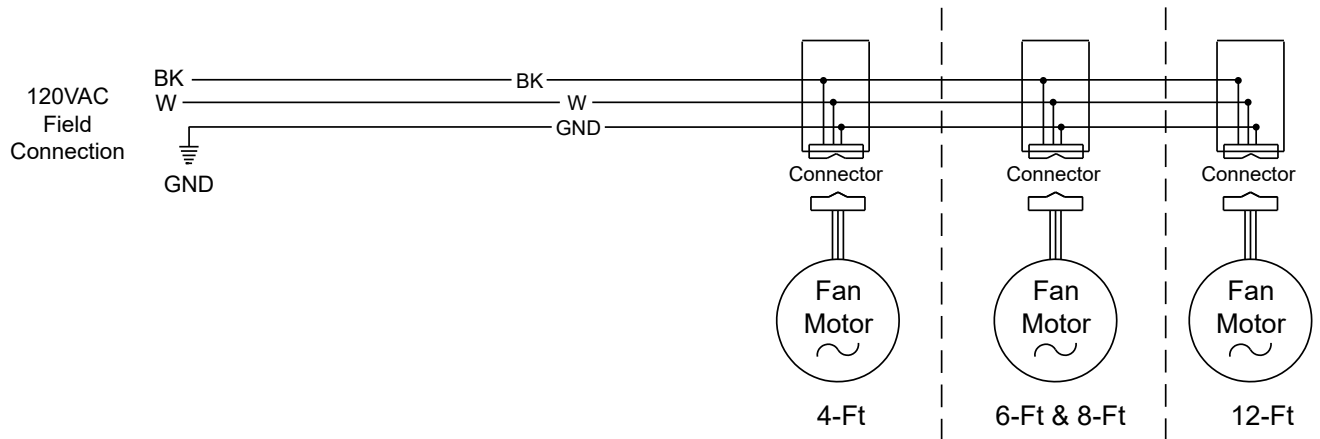 120VAC
Field
Connection
BK
W
GND
BK
W
GND
Connector
Connector
Connector
Fan
Motor
Fan
Motor
Fan
Motor
4-Ft
6-Ft & 8-Ft
12-Ft